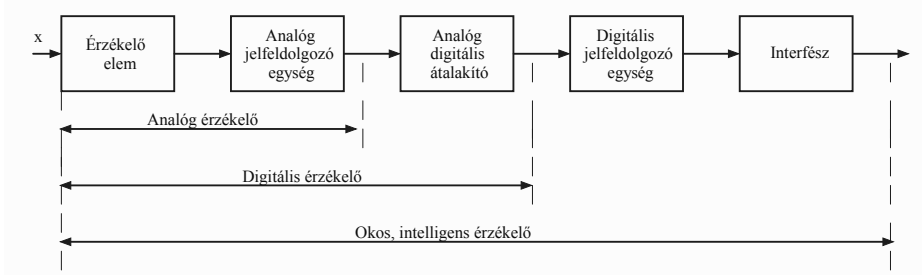 x
Érzékelő
elem
Analóg
jelfeldolgozó
egység
Analóg
digitális
átalakító
Digitális
jelfeldolgozó
egység
Interfész
Analóg érzékelő
Digitális érzékelő
Okos, intelligens érzékelő